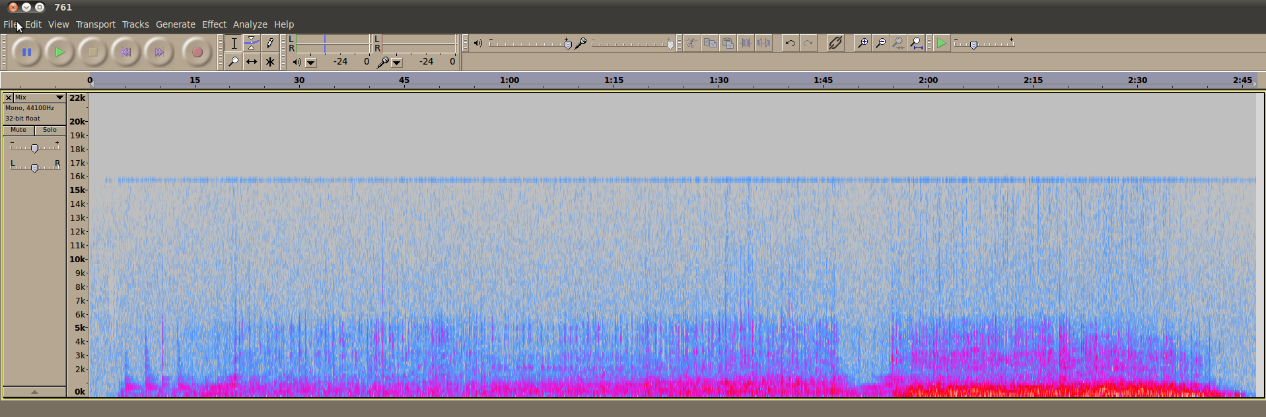 761
File Edit View Transport Tracks Generate Effect Analyze Help
L
R
L
R
-24 0 -24 0
0 15 30 45 1:00 1:15 1:30 1:45 2:00 2:15 2:30 2:45
Mix
Mono, 44100Hz
32-bit float
Mute Solo
- +
L R
22k
20k
19k
18k
17k
16k
15k
14k
13k
12k
11k
10k
9k
8k
7k
6k
5k
4k
3k
2k
0k